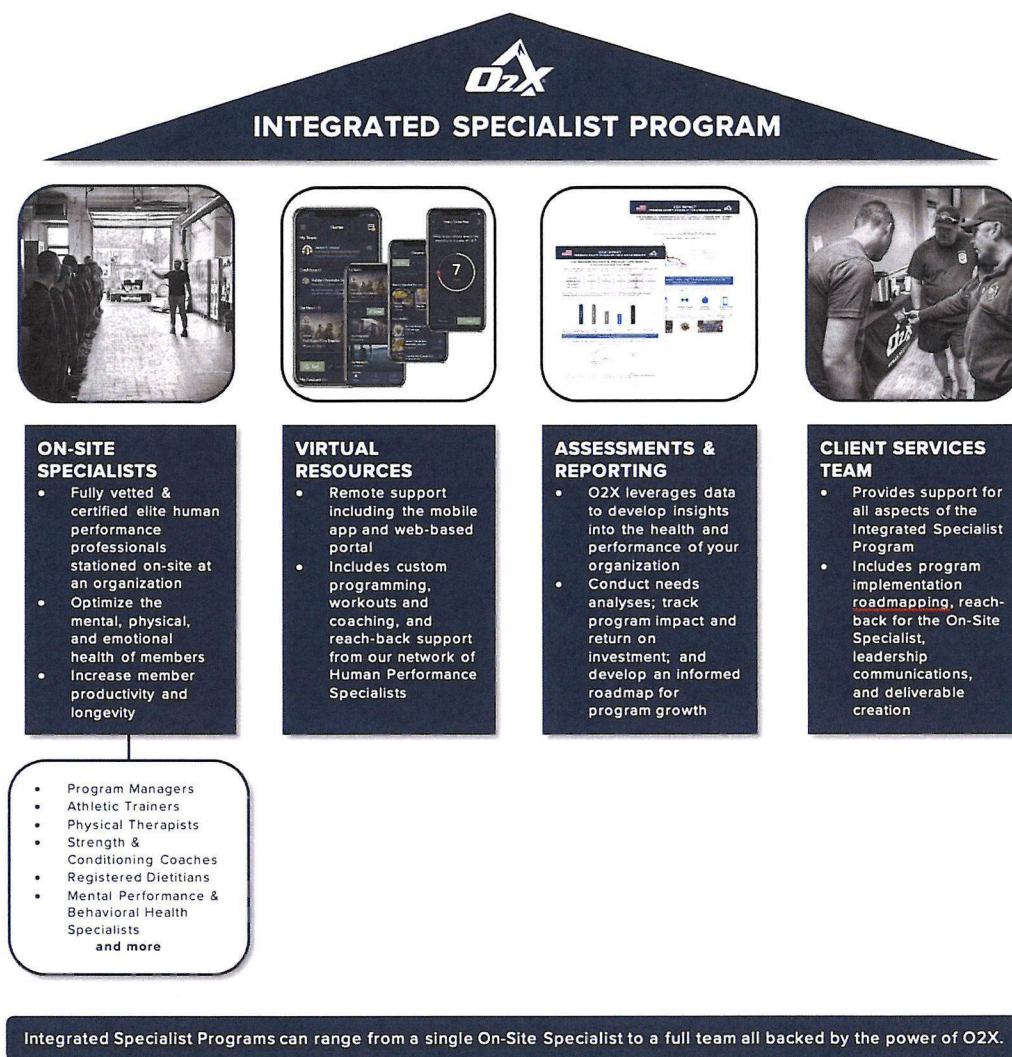 O2X
INTEGRATED SPECIALIST PROGRAM
Home
7
O2X
ON-SITE
SPECIALISTS
• Fully vetted &
certified elite human
performance
professionals
stationed on-site at
an organization
• Optimize the
mental, physical,
and emotional
health of members
• Increase member
productivity and
longevity
VIRTUAL
RESOURCES
• Remote support
including the mobile
app and web-based
portal
• Includes custom
programming,
workouts and
coaching, and
reach-back support
from our network of
Human Performance
Specialists
ASSESSMENTS &
REPORTING
• O2X leverages data
to develop insights
into the health and
performance of your
organization
• Conduct needs
analyses; track
program impact and
return on
investment; and
develop an informed
roadmap for
program growth
CLIENT SERVICES
TEAM
• Provides support for
all aspects of the
Integrated Specialist
Program
• Includes program
implementation
roadmapping, reach-
back for the On-Site
Specialist,
leadership
communications,
and deliverable
creation
• Program Managers
• Athletic Trainers
• Physical Therapists
• Strength &
Conditioning Coaches
• Registered Dietitians
• Mental Performance &
Behavioral Health
Specialists
and more
Integrated Specialist Programs can range from a single On-Site Specialist to a full team all backed by the power of O2X.